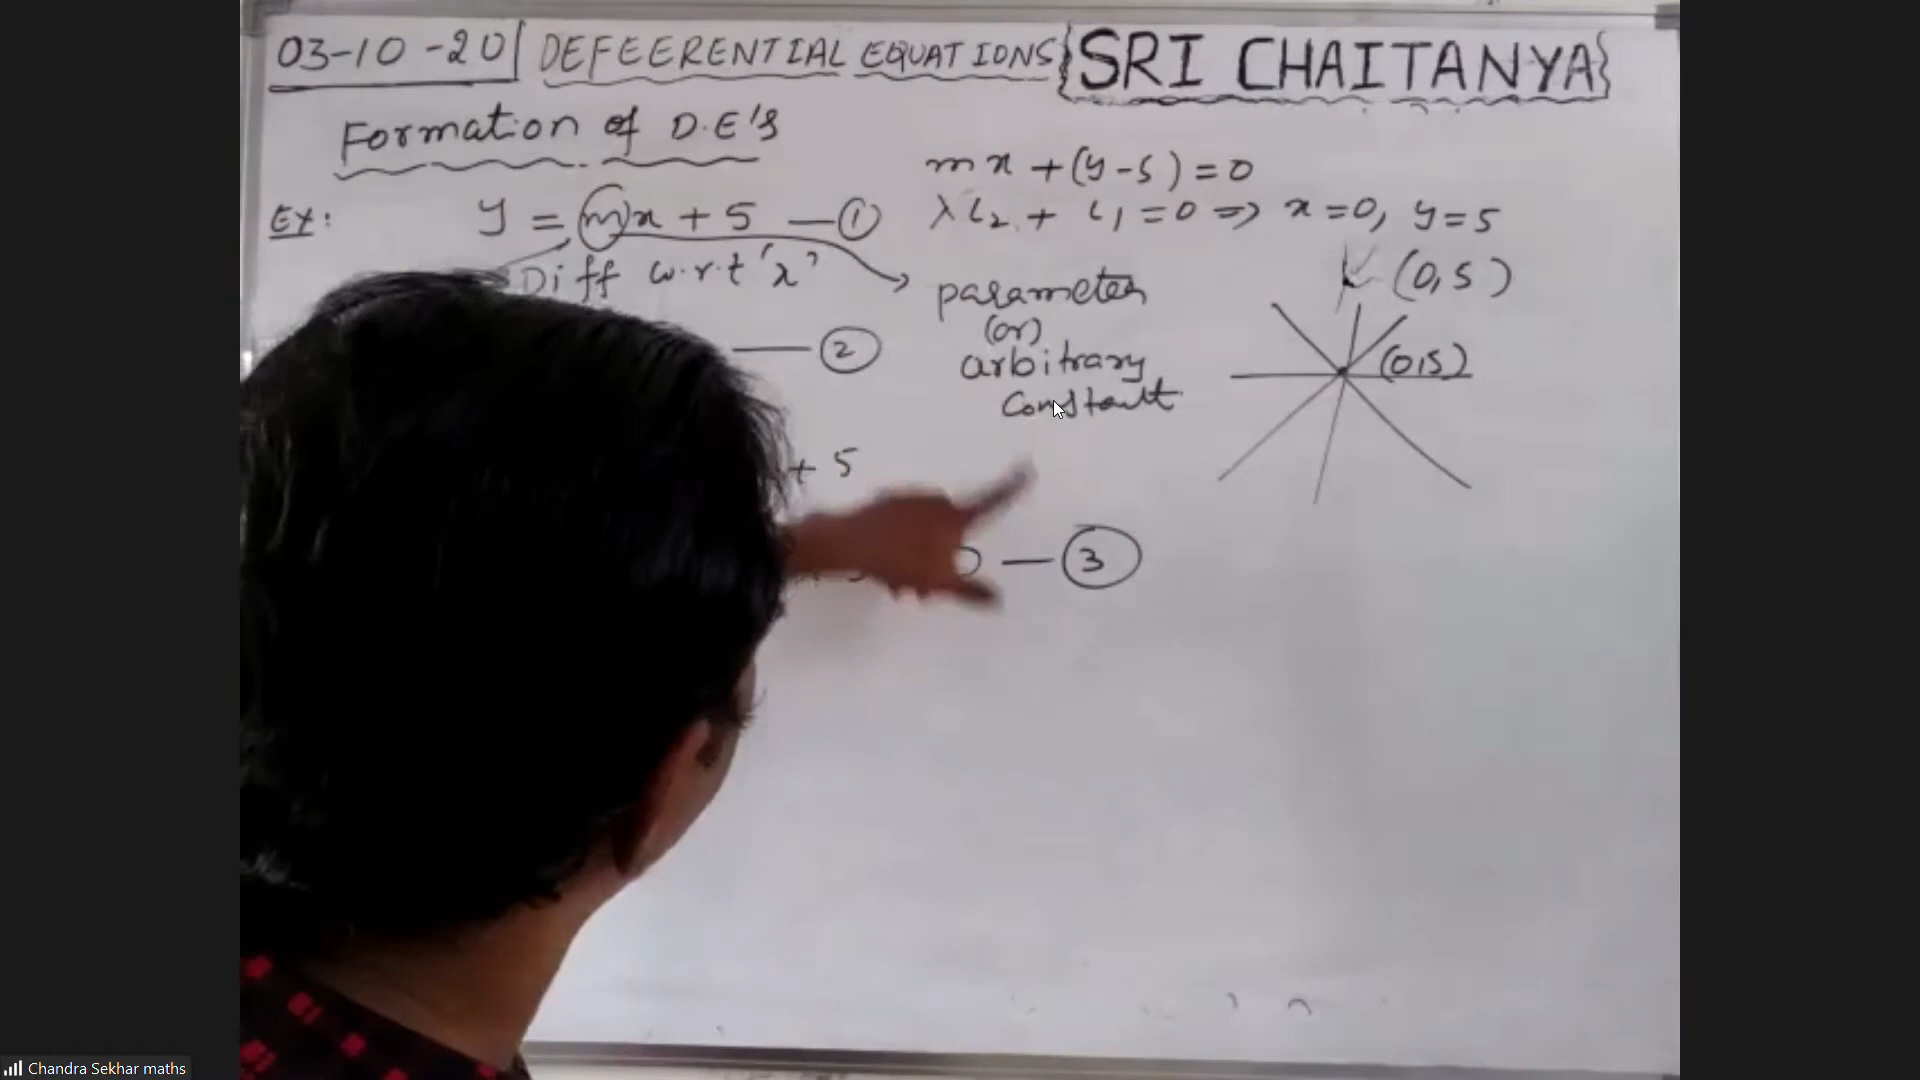 03-10-20 DEFEERENTIAL EQUATIONS SRI CHAITANYA
Formation of D.E's
mx + (y-5) = 0
Ex: y = mx + 5 — 1
λL₂ + L₁ = 0 => x = 0, y = 5
Diff w.r.t 'x'
(0, 5)
parameter
(or)
arbitrary
constant
— 2
(0,5)
+ 5
0 — 3
Chandra Sekhar maths